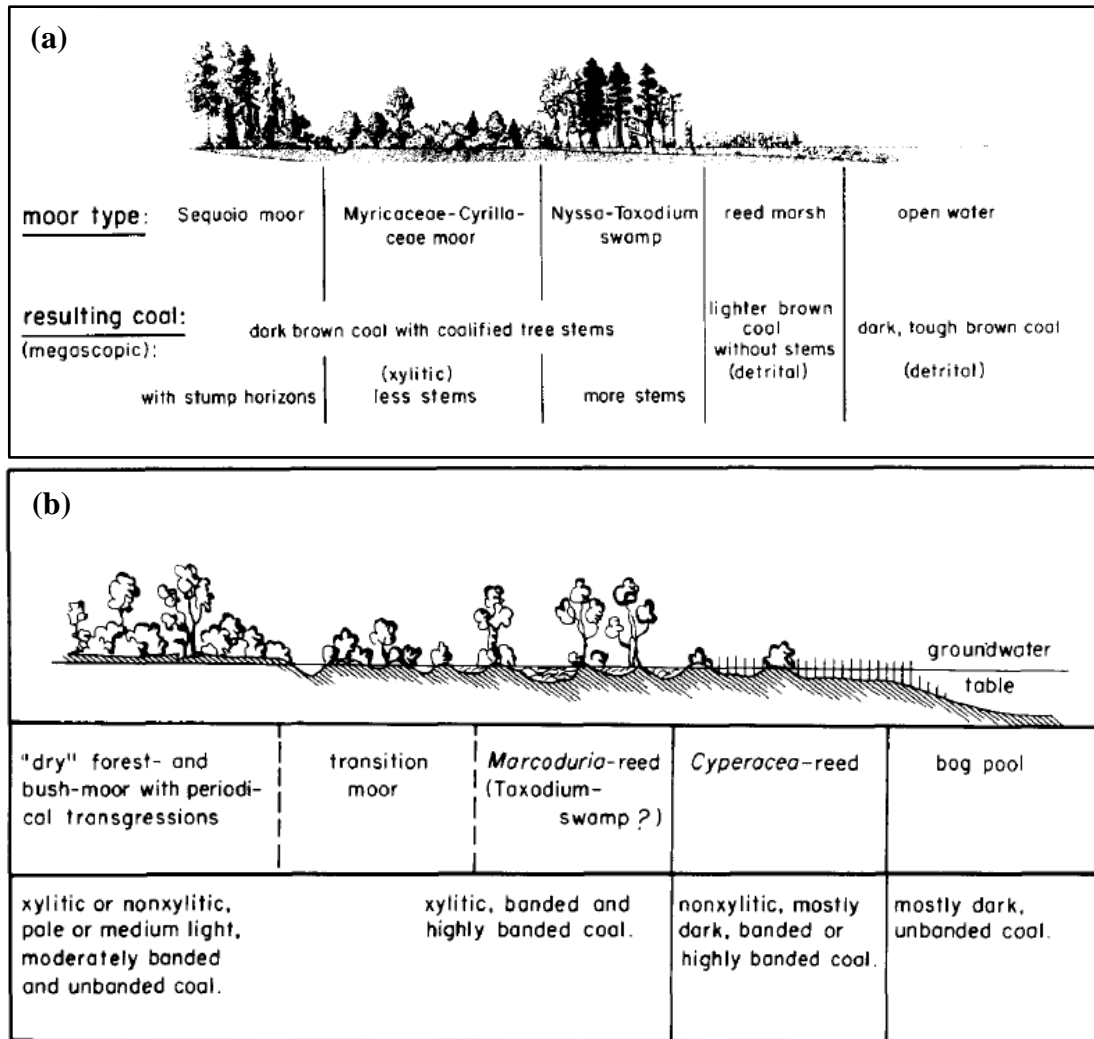 (a)
moor type:
Sequoia moor
Myricaceae-Cyrilla-
ceae moor
Nyssa-Taxodium
swamp
reed marsh
open water
resulting coal:
(megascopic):
dark brown coal with coalified tree stems
with stump horizons
(xylitic)
less stems
more stems
lighter brown
coal
without stems
(detrital)
dark, tough brown coal
(detrital)
(b)
groundwater
table
"dry" forest- and
bush-moor with periodi-
cal transgressions
transition
moor
Marcoduria-reed
(Taxodium-
swamp ?)
Cyperacea-reed
bog pool
xylitic or nonxylitic,
pale or medium light,
moderately banded
and unbanded coal.
xylitic, banded and
highly banded coal.
nonxylitic, mostly
dark, banded or
highly banded coal.
mostly dark,
unbanded coal.